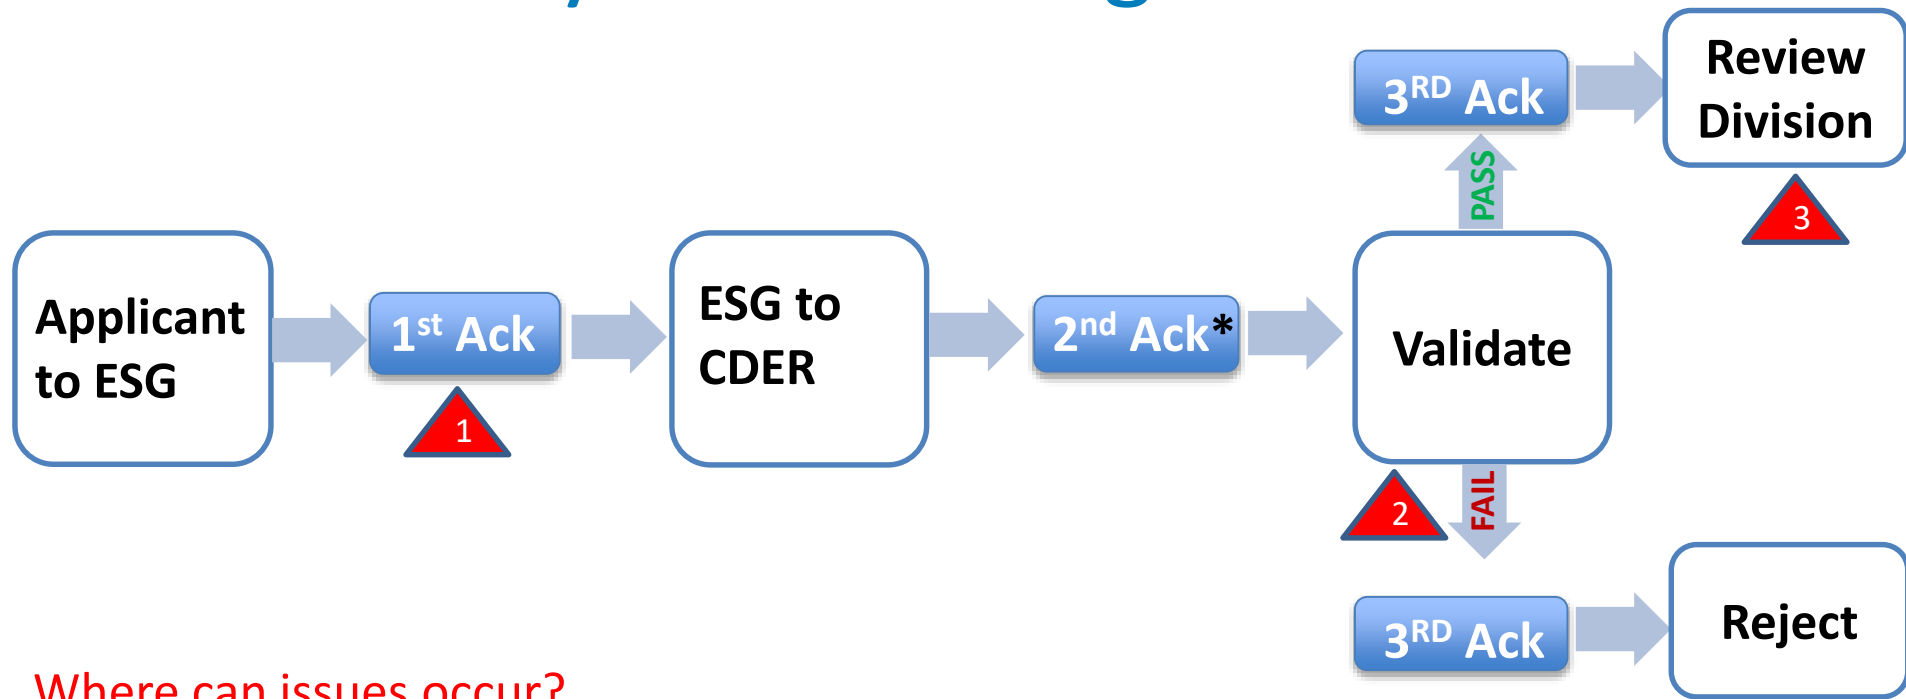 Applicant
to ESG
1st Ack
1
ESG to
CDER
2nd Ack*
Validate
PASS
3RD Ack
Review
Division
3
2
FAIL
3RD Ack
Reject
Where can issues occur?